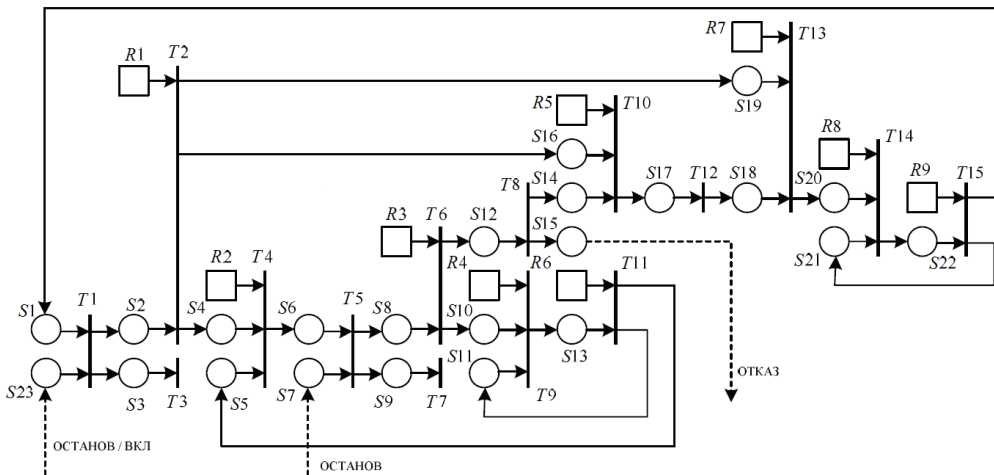 R7
T13
R1
T2
S19
R5
T10
R8
T14
S16
R9
T15
T8
S14
S17
T12
S18
S20
R3
T6
S12
S15
R2
T4
R4
R6
T11
S21
S22
S1
T1
S2
S4
S6
T5
S8
S10
S13
S11
S23
S3
T3
S5
S7
S9
T7
T9
ОТКАЗ
ОСТАНОВ / ВКЛ
ОСТАНОВ